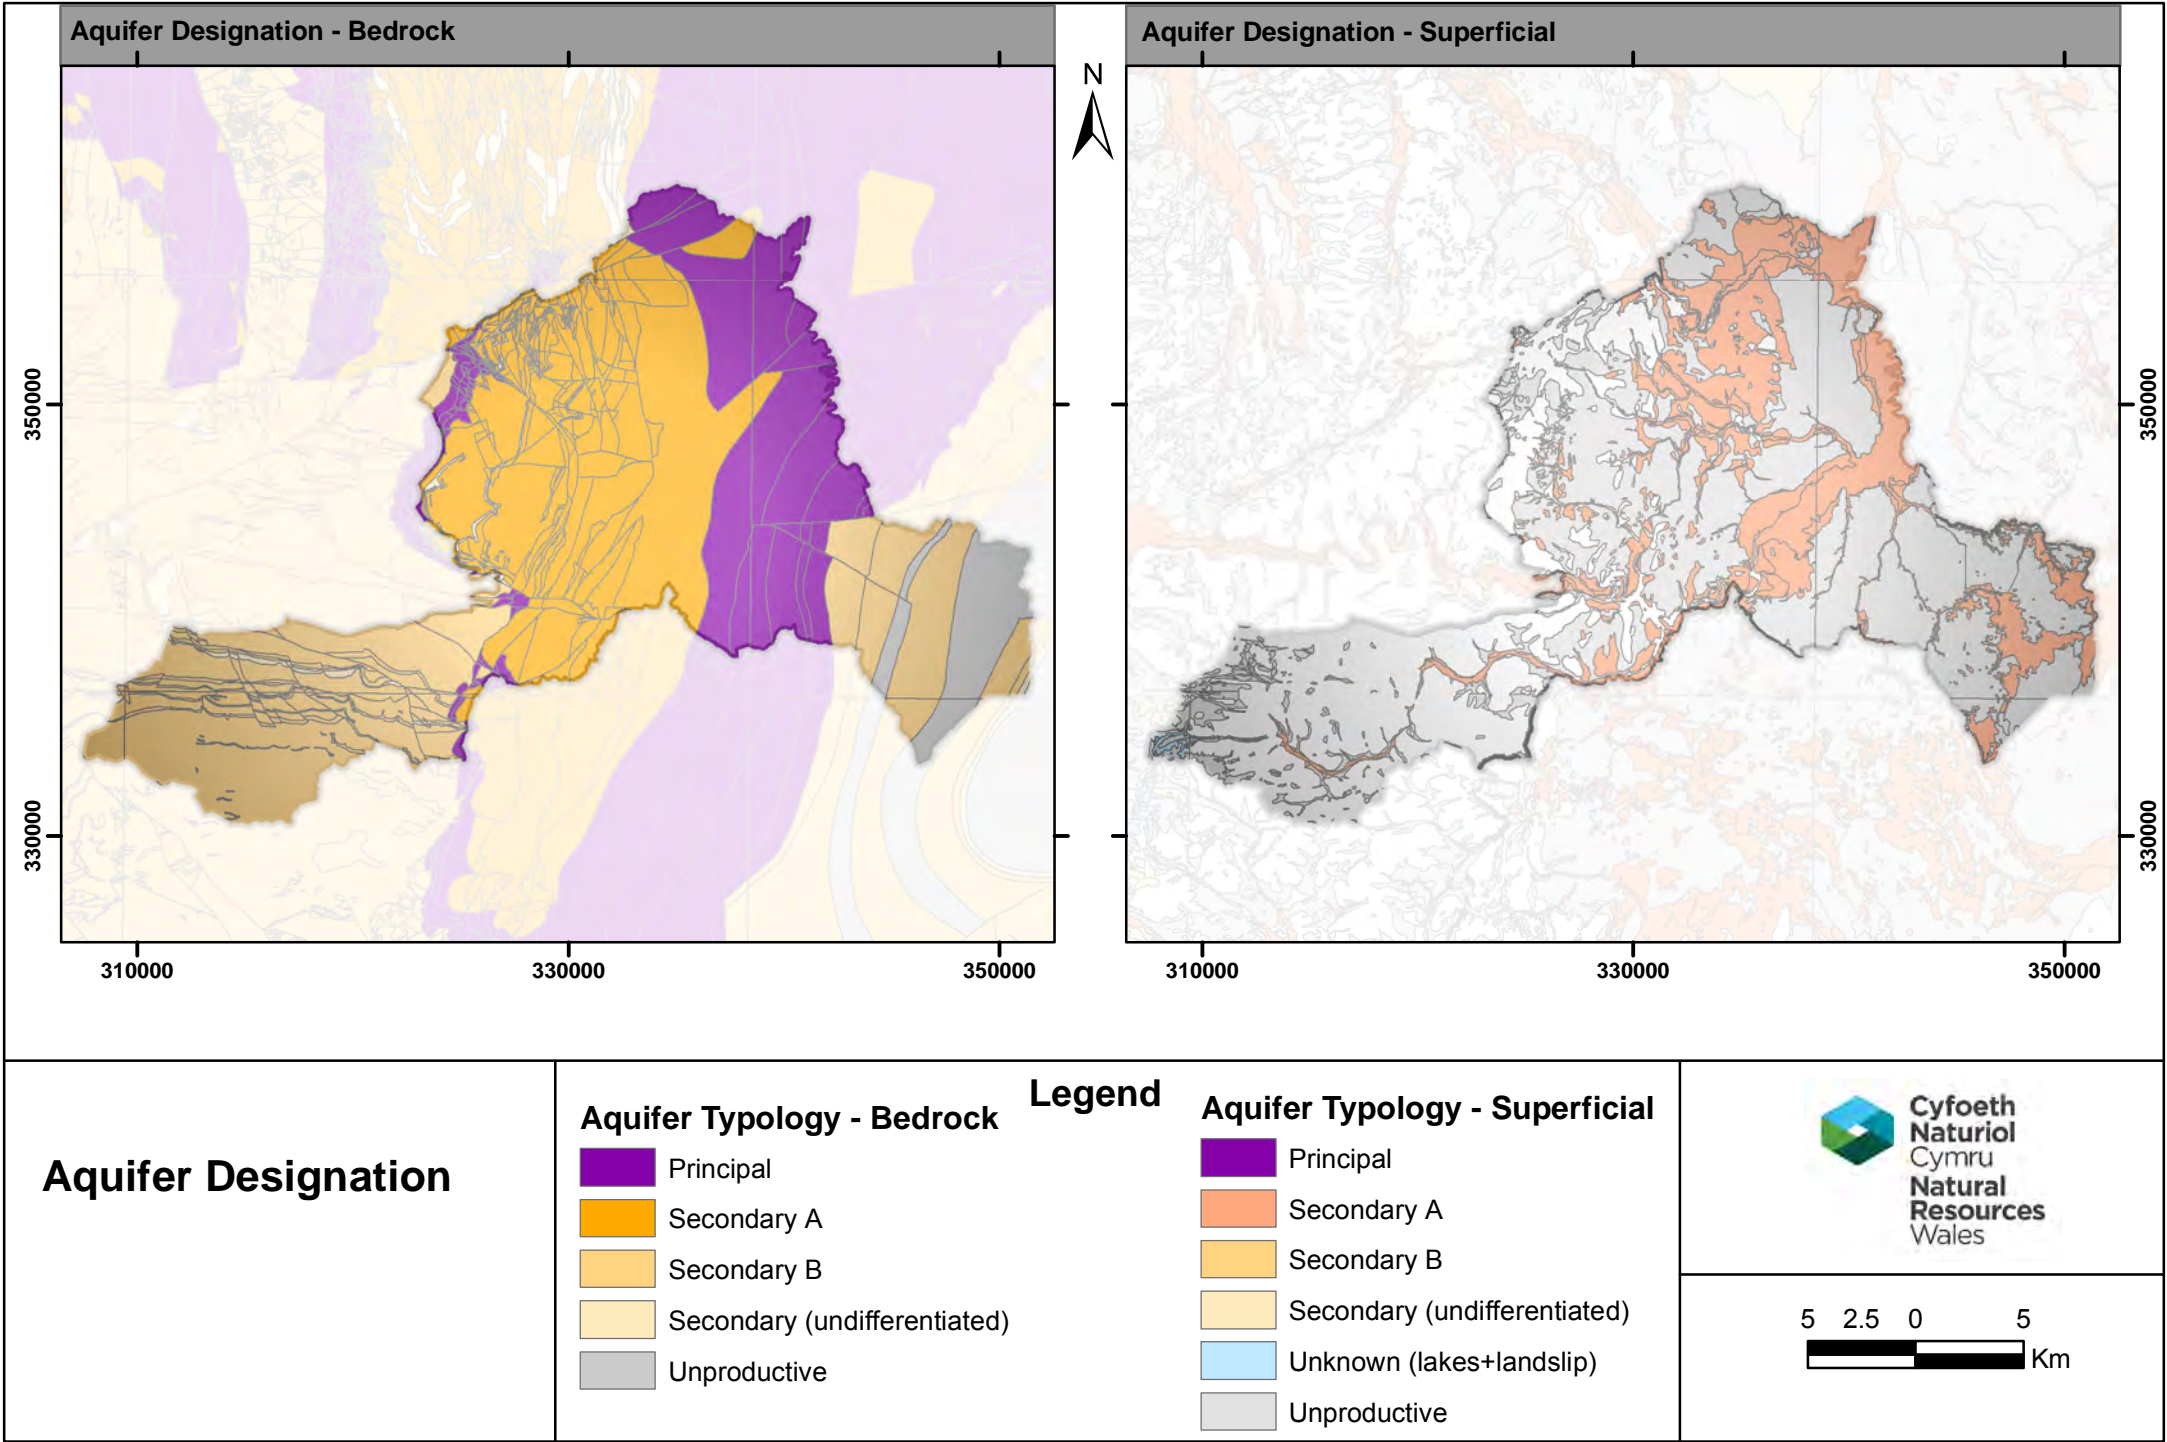 Aquifer Designation - Bedrock
Aquifer Designation - Superficial
N
350000
330000
350000
330000
310000
330000
350000
310000
330000
350000
Aquifer Designation
Legend
Aquifer Typology - Bedrock
Principal
Secondary A
Secondary B
Secondary (undifferentiated)
Unproductive
Aquifer Typology - Superficial
Principal
Secondary A
Secondary B
Secondary (undifferentiated)
Unknown (lakes+landslip)
Unproductive
Cyfoeth
Naturiol
Cymru
Natural
Resources
Wales
5 2.5 0 5
Km